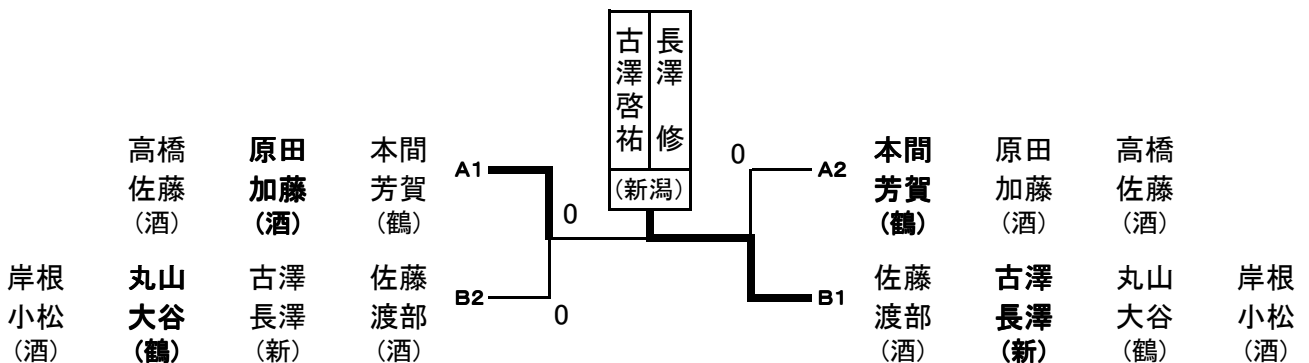 古澤啓祐
長澤 修
(新潟)
高橋 原田 本間
佐藤 加藤 芳賀
(酒) (酒) (鶴)
A1
0
0
A2
本間 原田 高橋
芳賀 加藤 佐藤
(鶴) (酒) (酒)
岸根 丸山 古澤 佐藤
小松 大谷 長澤 渡部
(酒) (鶴) (新) (酒)
B2
0
B1
佐藤 古澤 丸山 岸根
渡部 長澤 大谷 小松
(酒) (新) (鶴) (酒)